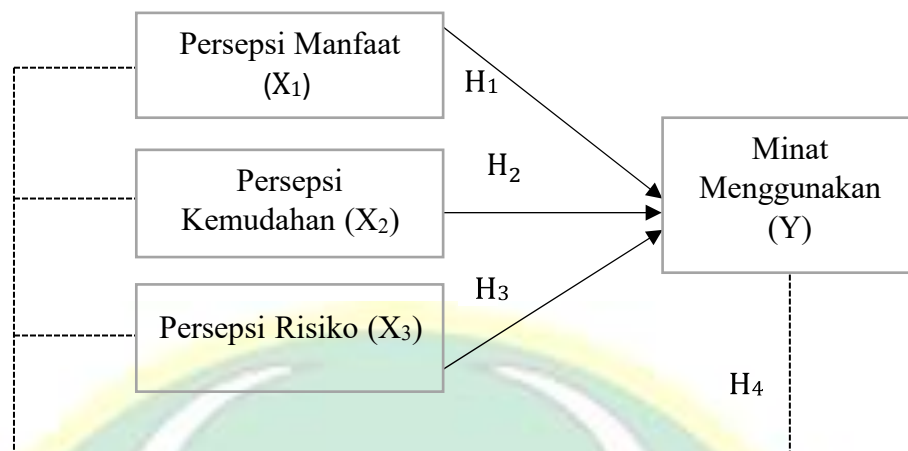 Persepsi Manfaat
(X₁)
H₁
Persepsi
Kemudahan (X₂)
H₂
Minat
Menggunakan
(Y)
Persepsi Risiko (X₃)
H₃
H₄